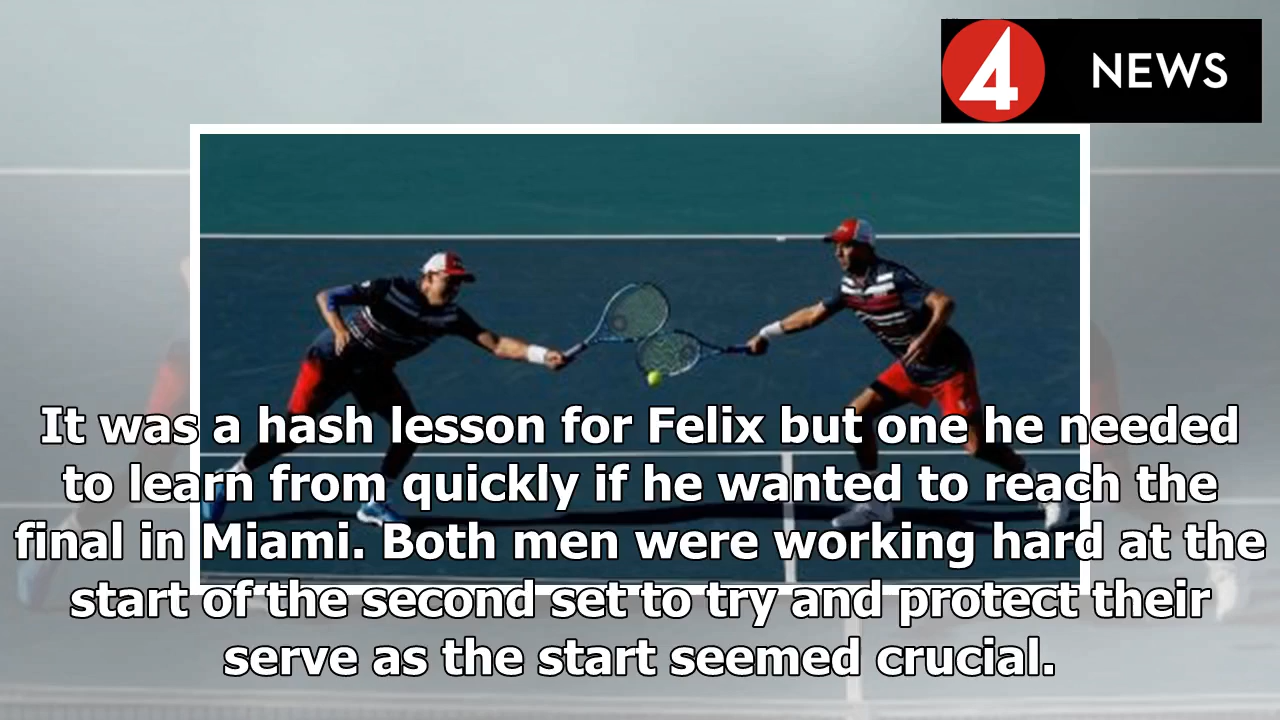 4 NEWS
It was a hash lesson for Felix but one he needed
to learn from quickly if he wanted to reach the
final in Miami. Both men were working hard at the
start of the second set to try and protect their
serve as the start seemed crucial.